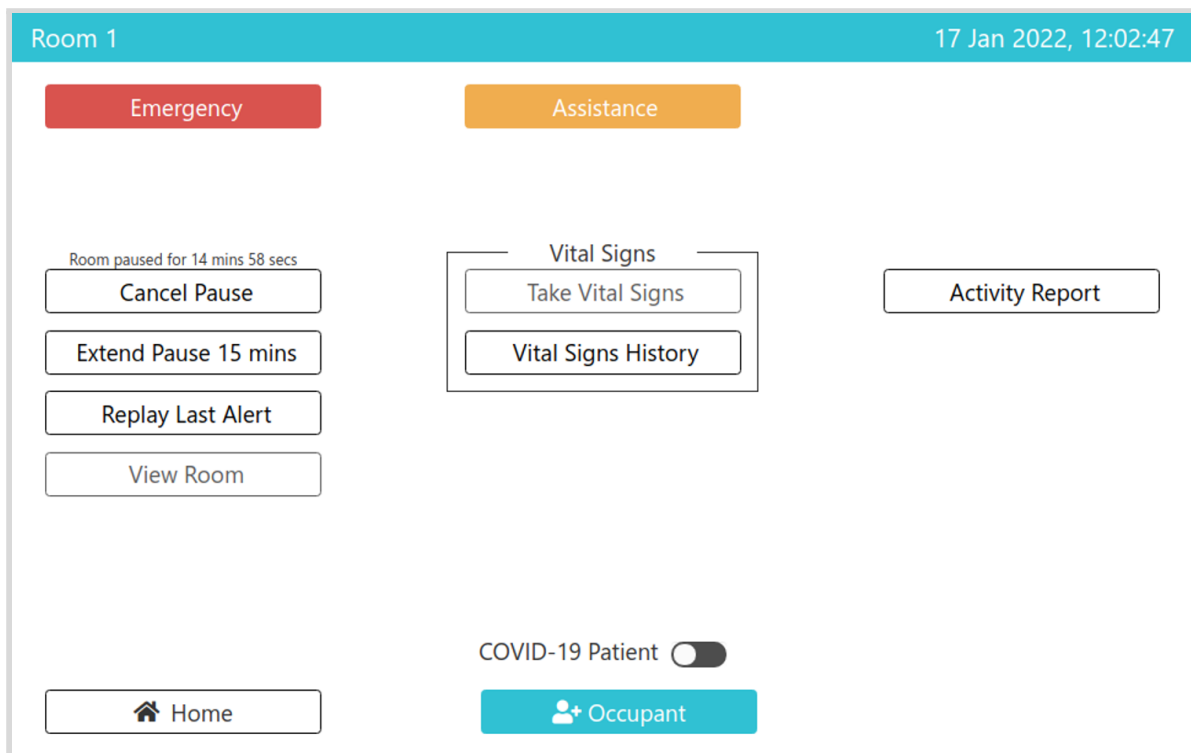 Room 1
17 Jan 2022, 12:02:47
Emergency
Assistance
Room paused for 14 mins 58 secs
Cancel Pause
Extend Pause 15 mins
Replay Last Alert
View Room
Vital Signs
Take Vital Signs
Vital Signs History
Activity Report
COVID-19 Patient
Home
Occupant